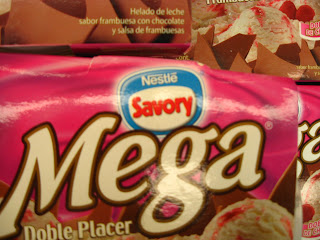 Helado de leche
sabor frambuesa con chocolate
y salsa de frambuesas
Nestlé
Savory
Mega
®
Doble Placer